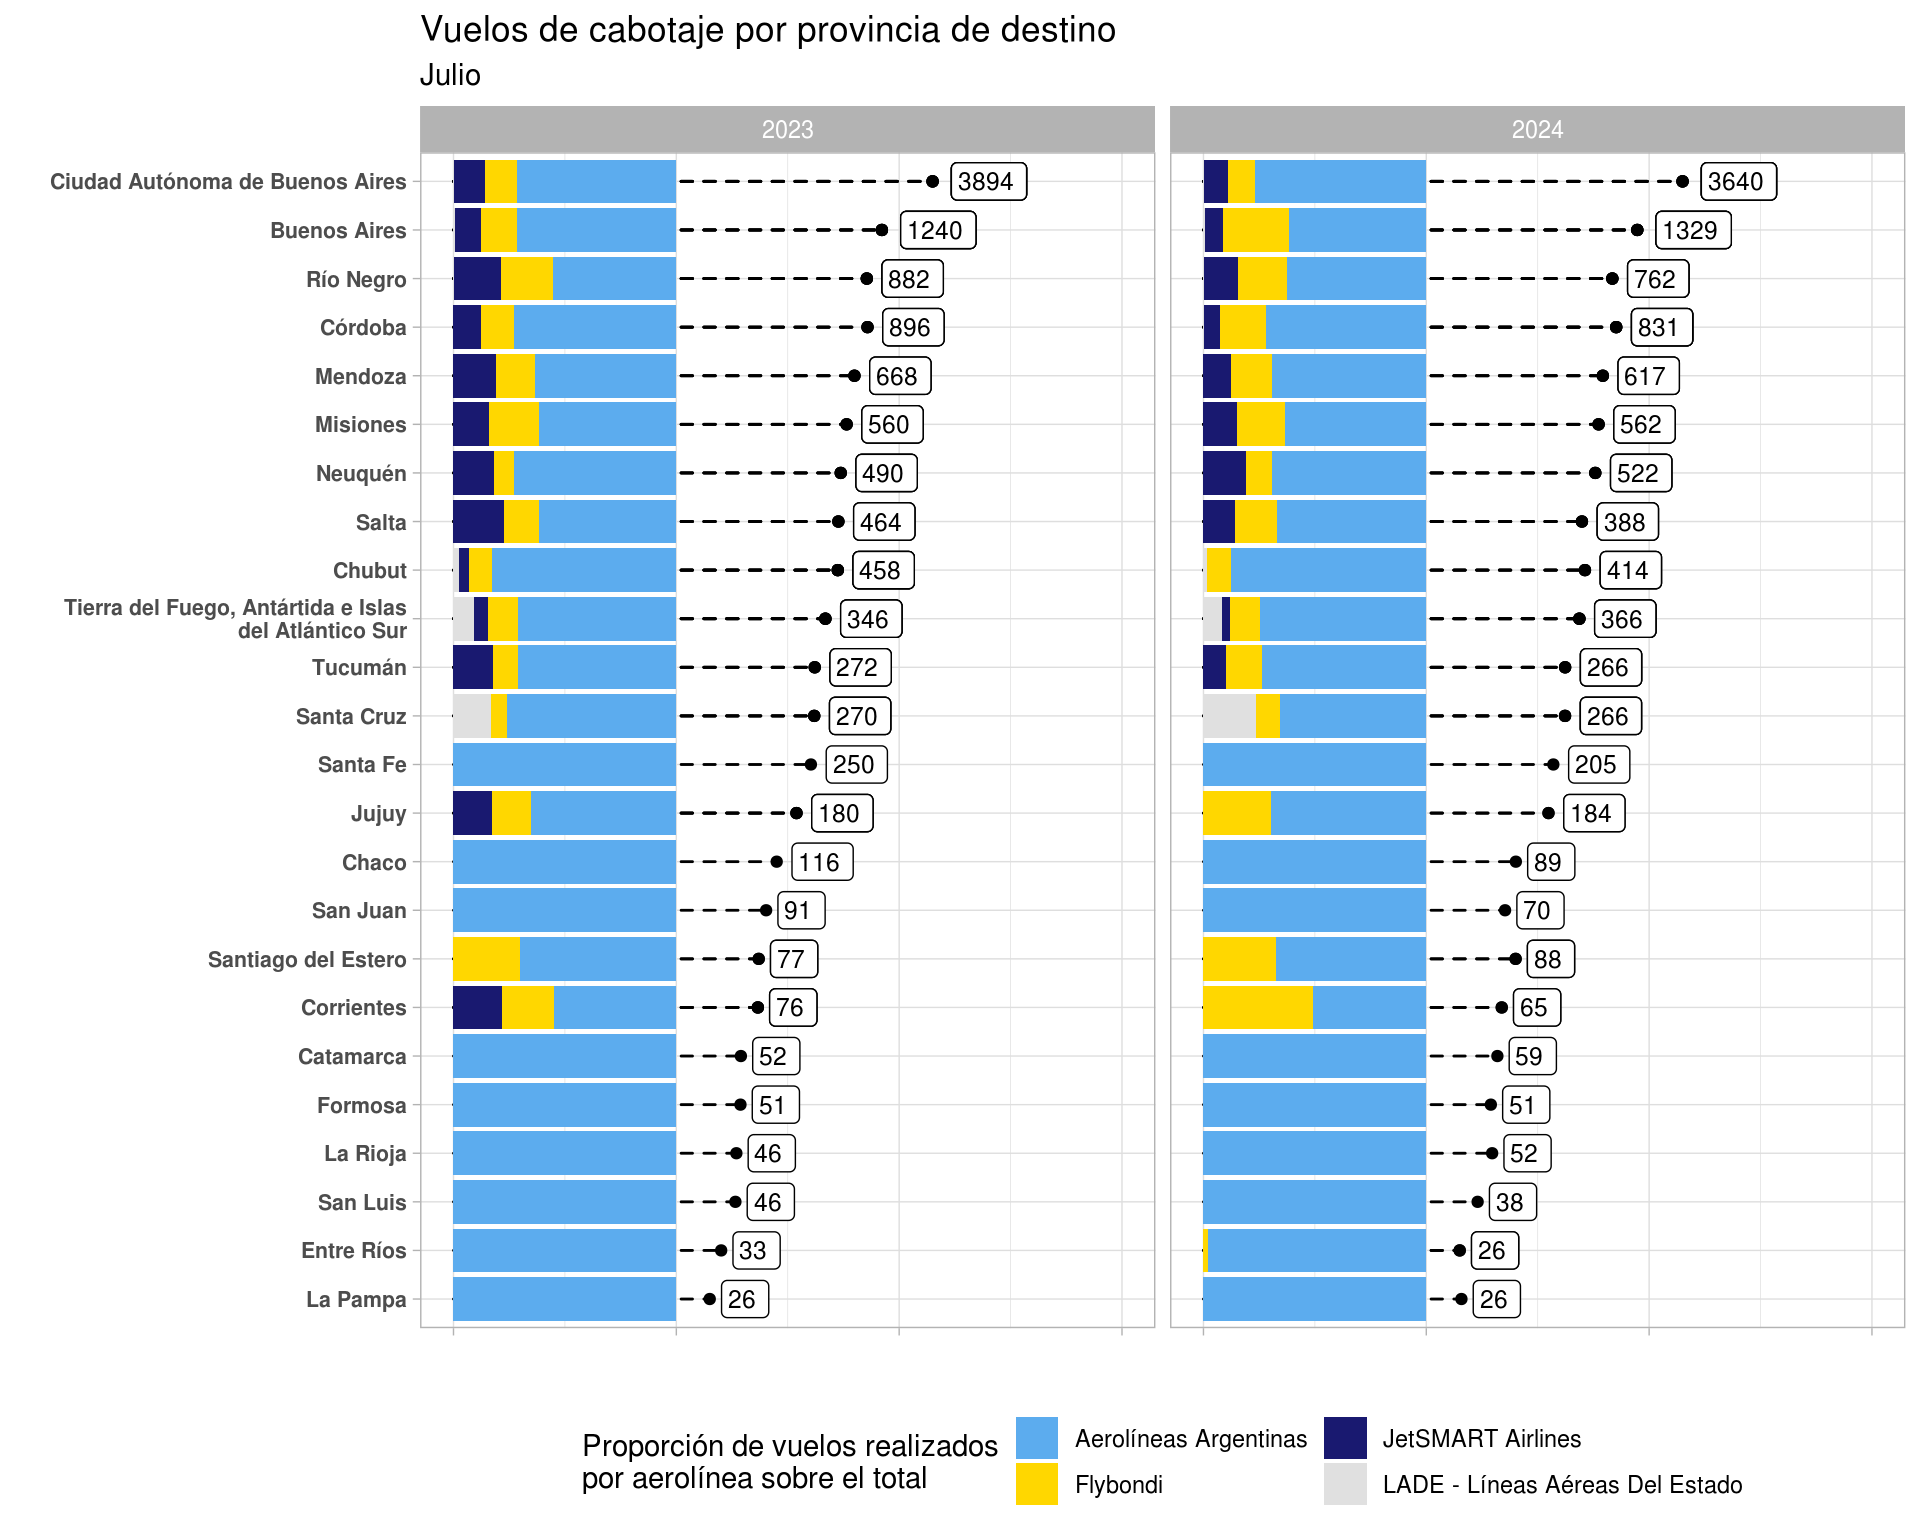 Vuelos de cabotaje por provincia de destino
Julio
2023
2024
Ciudad Autónoma de Buenos Aires 3894 3640
Buenos Aires 1240 1329
Río Negro 882 762
Córdoba 896 831
Mendoza 668 617
Misiones 560 562
Neuquén 490 522
Salta 464 388
Chubut 458 414
Tierra del Fuego, Antártida e Islas
del Atlántico Sur 346 366
Tucumán 272 266
Santa Cruz 270 266
Santa Fe 250 205
Jujuy 180 184
Chaco 116 89
San Juan 91 70
Santiago del Estero 77 88
Corrientes 76 65
Catamarca 52 59
Formosa 51 51
La Rioja 46 52
San Luis 46 38
Entre Ríos 33 26
La Pampa 26 26
Proporción de vuelos realizados
por aerolínea sobre el total
Aerolíneas Argentinas
Flybondi
JetSMART Airlines
LADE - Líneas Aéreas Del Estado